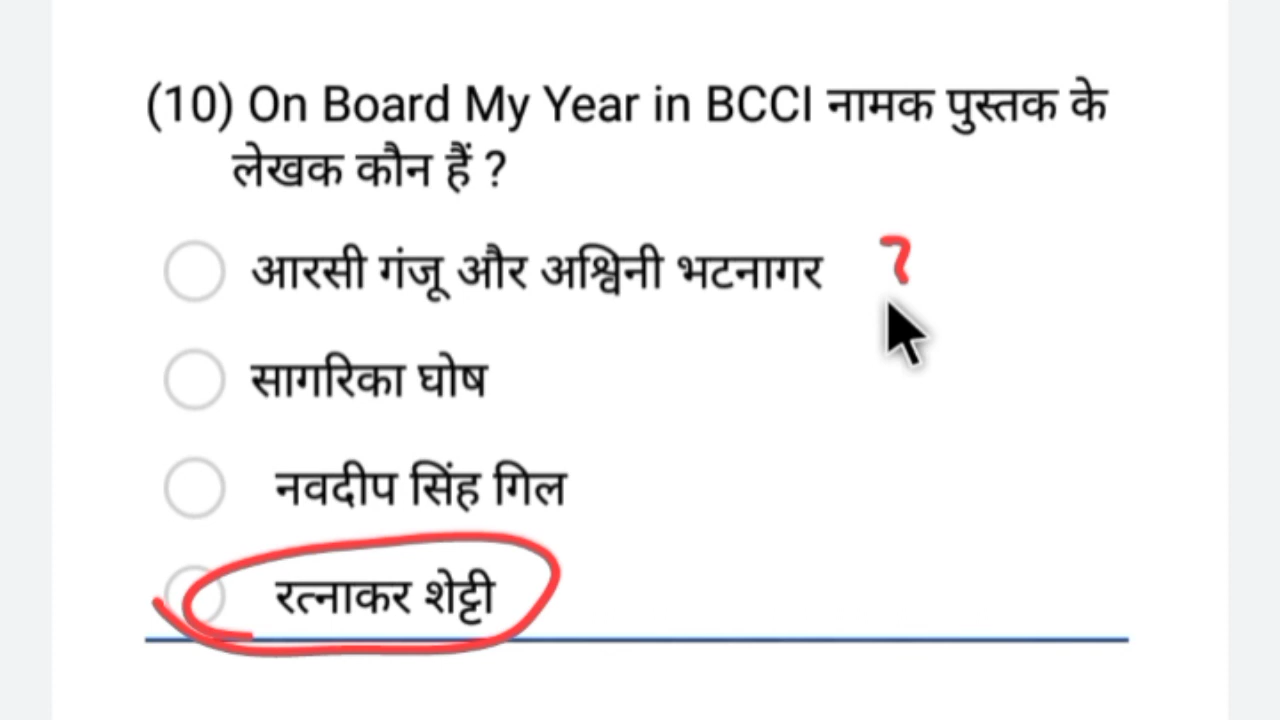 (10) On Board My Year in BCCI नामक पुस्तक के
लेखक कौन हैं ?
आरसी गंजू और अश्विनी भटनागर ?
सागरिका घोष
नवदीप सिंह गिल
रत्नाकर शेट्टी